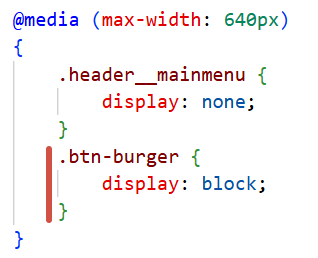 @media (max-width: 640px)
{
    .header__mainmenu {
        display: none;
    }
    .btn-burger {
        display: block;
    }
}